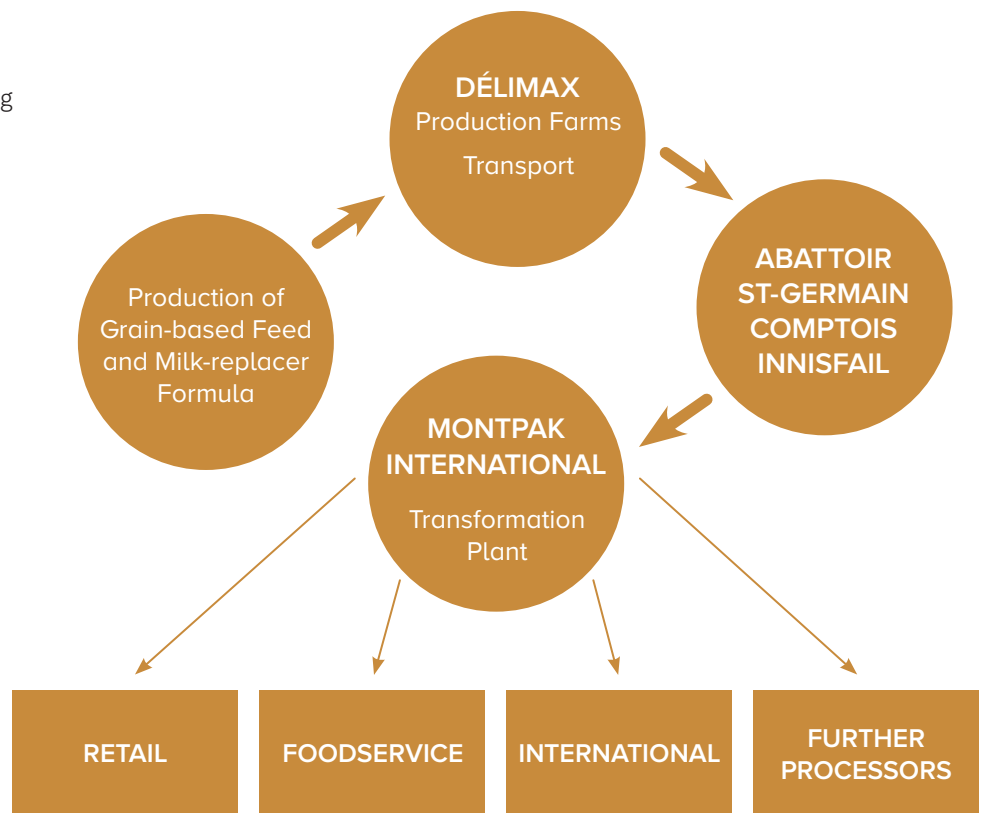 g
DÉLIMAX
Production Farms
Transport
ABATTOIR
ST-GERMAIN
COMPTOIS
INNISFAIL
Production of
Grain-based Feed
and Milk-replacer
Formula
MONTPAK
INTERNATIONAL
Transformation
Plant
RETAIL
FOODSERVICE
INTERNATIONAL
FURTHER
PROCESSORS